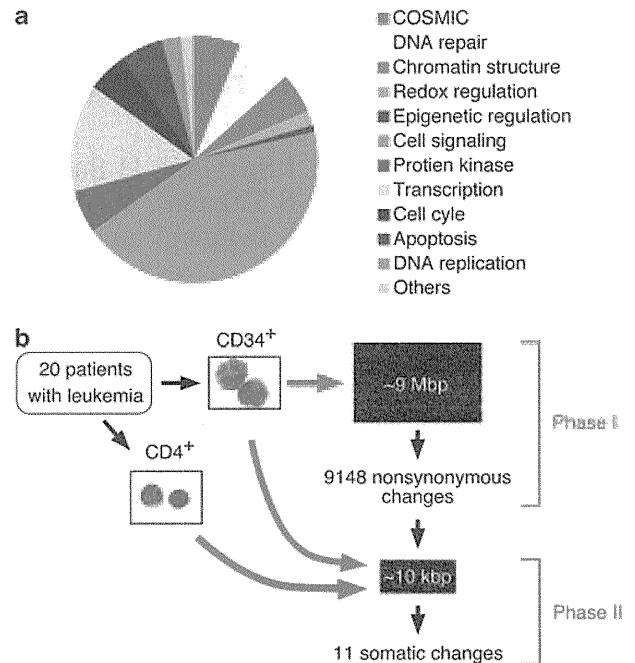 a
COSMIC
DNA repair
Chromatin structure
Redox regulation
Epigenetic regulation
Cell signaling
Protien kinase
Transcription
Cell cyle
Apoptosis
DNA replication
Others
b
20 patients
with leukemia
CD34+
~9 Mbp
Phase I
CD4+
9148 nonsynonymous
changes
~10 kbp
Phase II
11 somatic changes